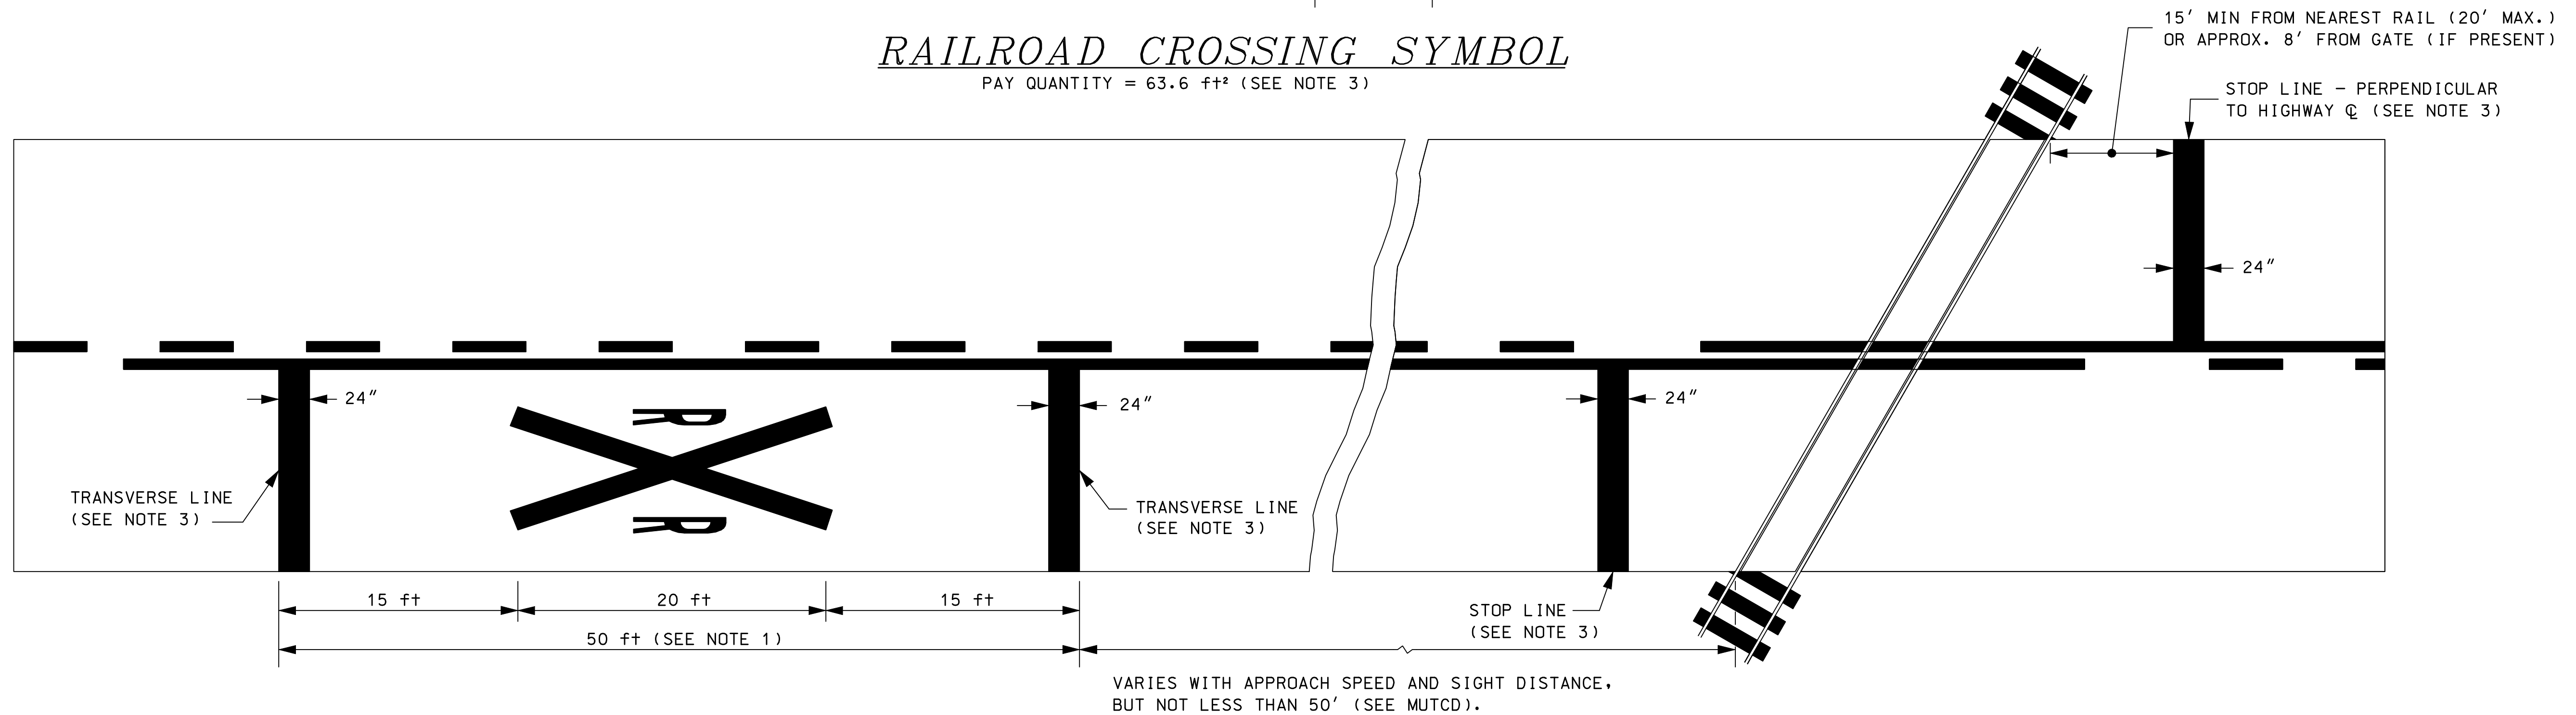 RAILROAD CROSSING SYMBOL
PAY QUANTITY = 63.6 ft² (SEE NOTE 3)
15' MIN FROM NEAREST RAIL (20' MAX.)
OR APPROX. 8' FROM GATE (IF PRESENT)
STOP LINE - PERPENDICULAR
TO HIGHWAY ℄ (SEE NOTE 3)
24"
24"
24"
24"
R
R
TRANSVERSE LINE
(SEE NOTE 3)
TRANSVERSE LINE
(SEE NOTE 3)
15 ft
20 ft
15 ft
50 ft (SEE NOTE 1)
STOP LINE
(SEE NOTE 3)
VARIES WITH APPROACH SPEED AND SIGHT DISTANCE,
BUT NOT LESS THAN 50' (SEE MUTCD).